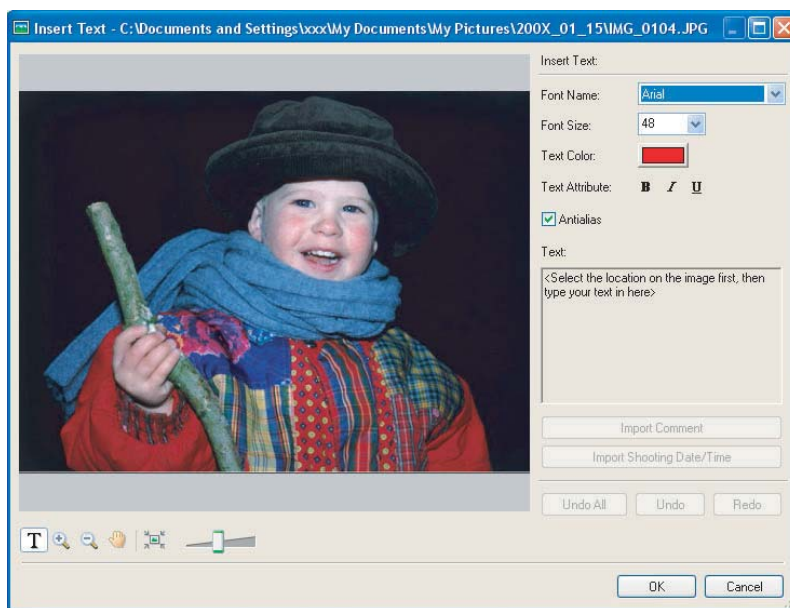 Insert Text - C:\Documents and Settings\xxx\My Documents\My Pictures\200X_01_15\IMG_0104.JPG
Insert Text:
Font Name: Arial
Font Size: 48
Text Color:
Text Attribute: B I U
Antialias
Text:
<Select the location on the image first, then
type your text in here>
Import Comment
Import Shooting Date/Time
Undo All Undo Redo
T
OK Cancel